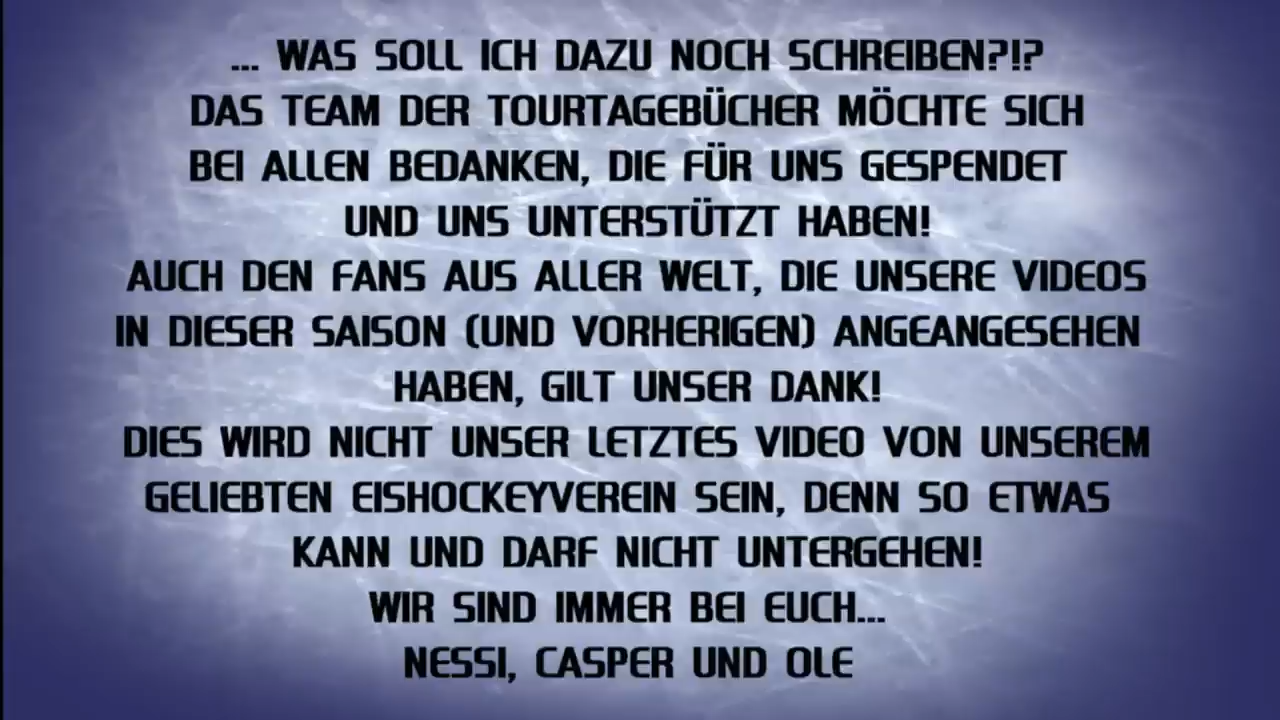 ... WAS SOLL ICH DAZU NOCH SCHREIBEN?!?
DAS TEAM DER TOURTAGEBÜCHER MÖCHTE SICH
BEI ALLEN BEDANKEN, DIE FÜR UNS GESPENDET
UND UNS UNTERSTÜTZT HABEN!
AUCH DEN FANS AUS ALLER WELT, DIE UNSERE VIDEOS
IN DIESER SAISON (UND VORHERIGEN) ANGEANGESEHEN
HABEN, GILT UNSER DANK!
DIES WIRD NICHT UNSER LETZTES VIDEO VON UNSEREM
GELIEBTEN EISHOCKEYVEREIN SEIN, DENN SO ETWAS
KANN UND DARF NICHT UNTERGEHEN!
WIR SIND IMMER BEI EUCH...
NESSI, CASPER UND OLE